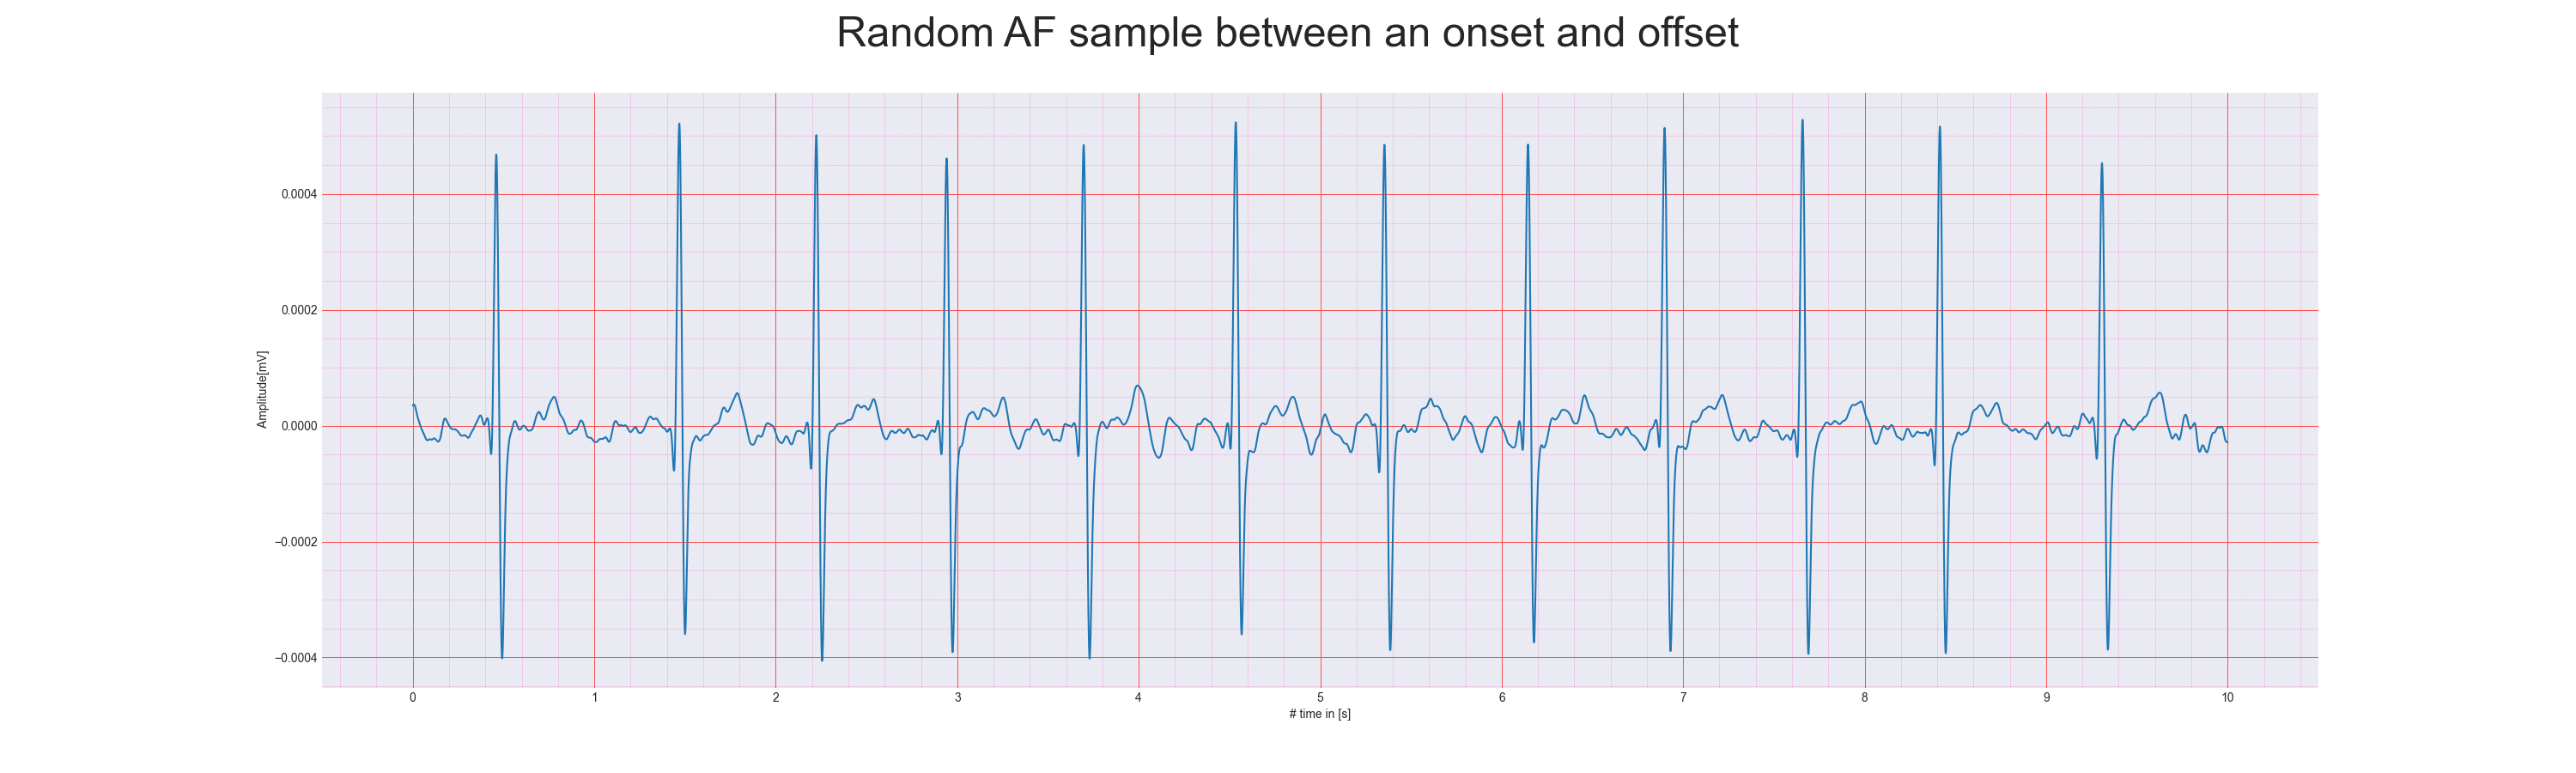 Random AF sample between an onset and offset
Amplitude[mV]
0.0004
0.0002
0.0000
−0.0002
−0.0004
0 1 2 3 4 5 6 7 8 9 10
# time in [s]